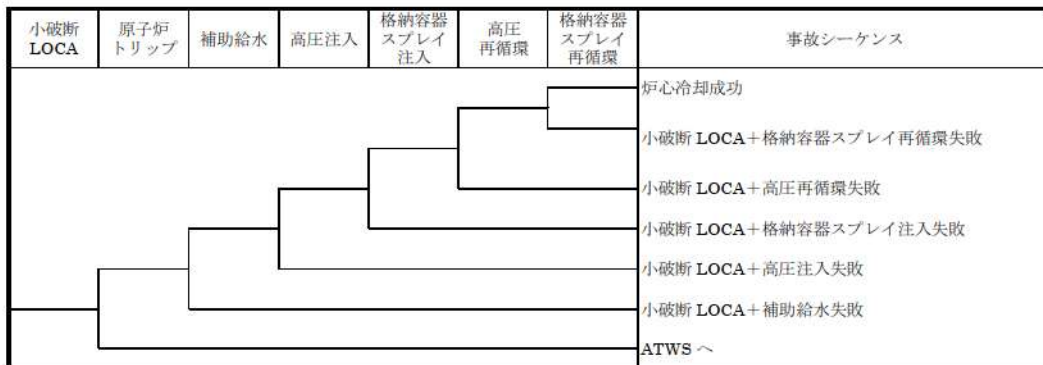 小破断
LOCA
原子炉
トリップ
補助給水
高圧注入
格納容器
スプレイ
注入
高圧
再循環
格納容器
スプレイ
再循環
事故シーケンス
炉心冷却成功
小破断 LOCA+格納容器スプレイ再循環失敗
小破断 LOCA+高圧再循環失敗
小破断 LOCA+格納容器スプレイ注入失敗
小破断 LOCA+高圧注入失敗
小破断 LOCA+補助給水失敗
ATWS へ